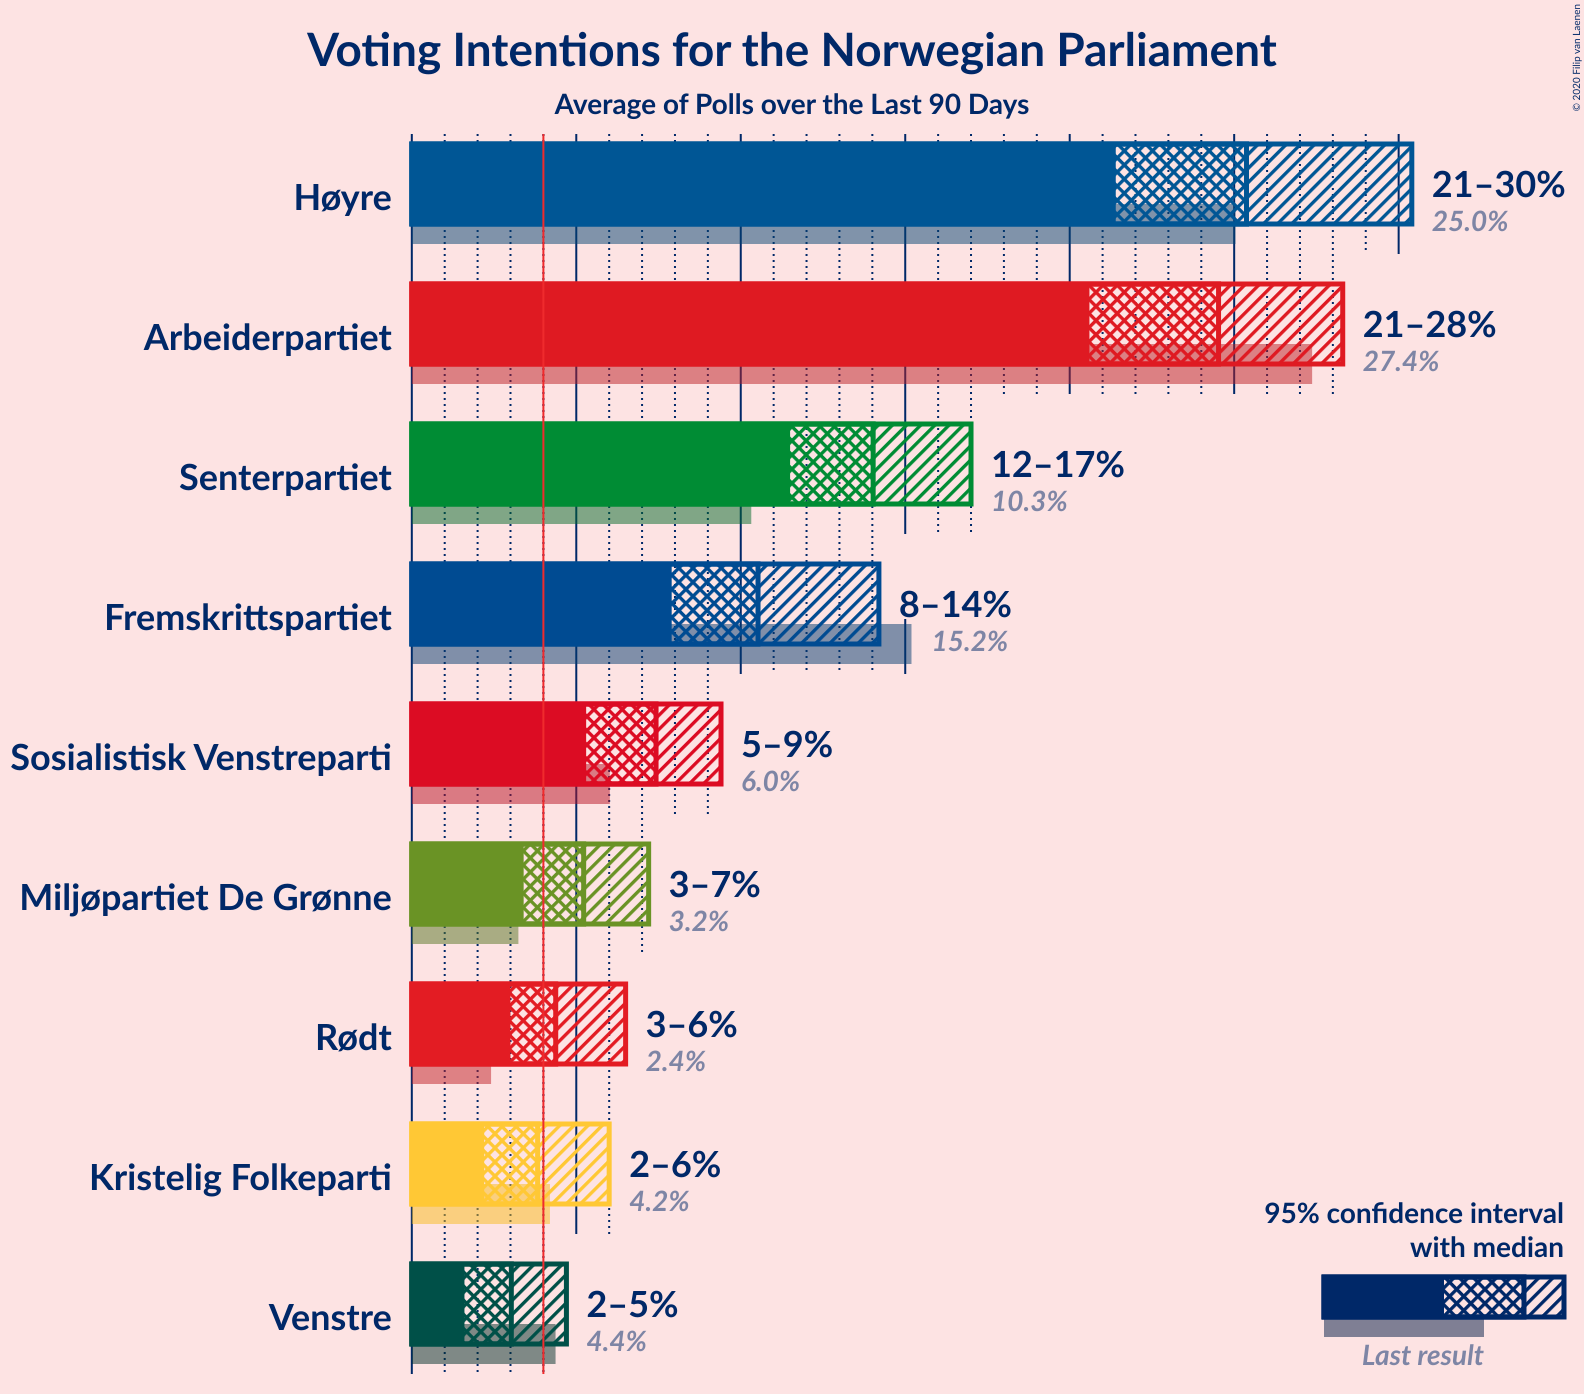 Voting Intentions for the Norwegian Parliament
Average of Polls over the Last 90 Days
© 2020 Filip van Laenen
Høyre
21–30%
25.0%
Arbeiderpartiet
21–28%
27.4%
Senterpartiet
12–17%
10.3%
Fremskrittspartiet
8–14%
15.2%
Sosialistisk Venstreparti
5–9%
6.0%
Miljøpartiet De Grønne
3–7%
3.2%
Rødt
3–6%
2.4%
Kristelig Folkeparti
2–6%
4.2%
Venstre
2–5%
4.4%
95% confidence interval
with median
Last result